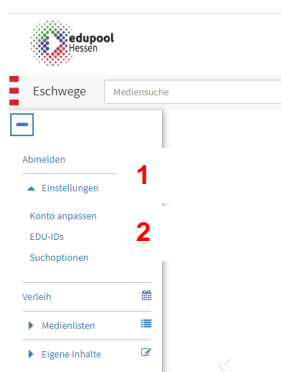 edupool
Hessen
Eschwege Mediensuche
Abmelden
1
Einstellungen
Konto anpassen
2
EDU-IDs
Suchoptionen
Verleih
Medienlisten
Eigene Inhalte